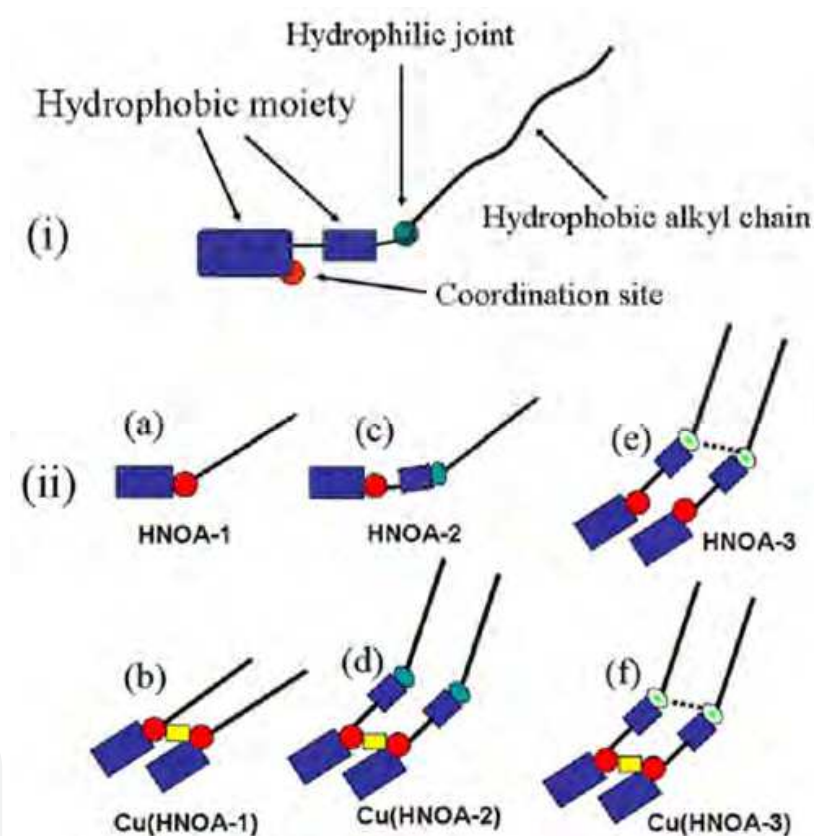 Hydrophilic joint
Hydrophobic moiety
(i)
Hydrophobic alkyl chain
Coordination site
(ii)
(a)
(c)
(e)
HNOA-1
HNOA-2
HNOA-3
(b)
(d)
(f)
Cu(HNOA-1)
Cu(HNOA-2)
Cu(HNOA-3)